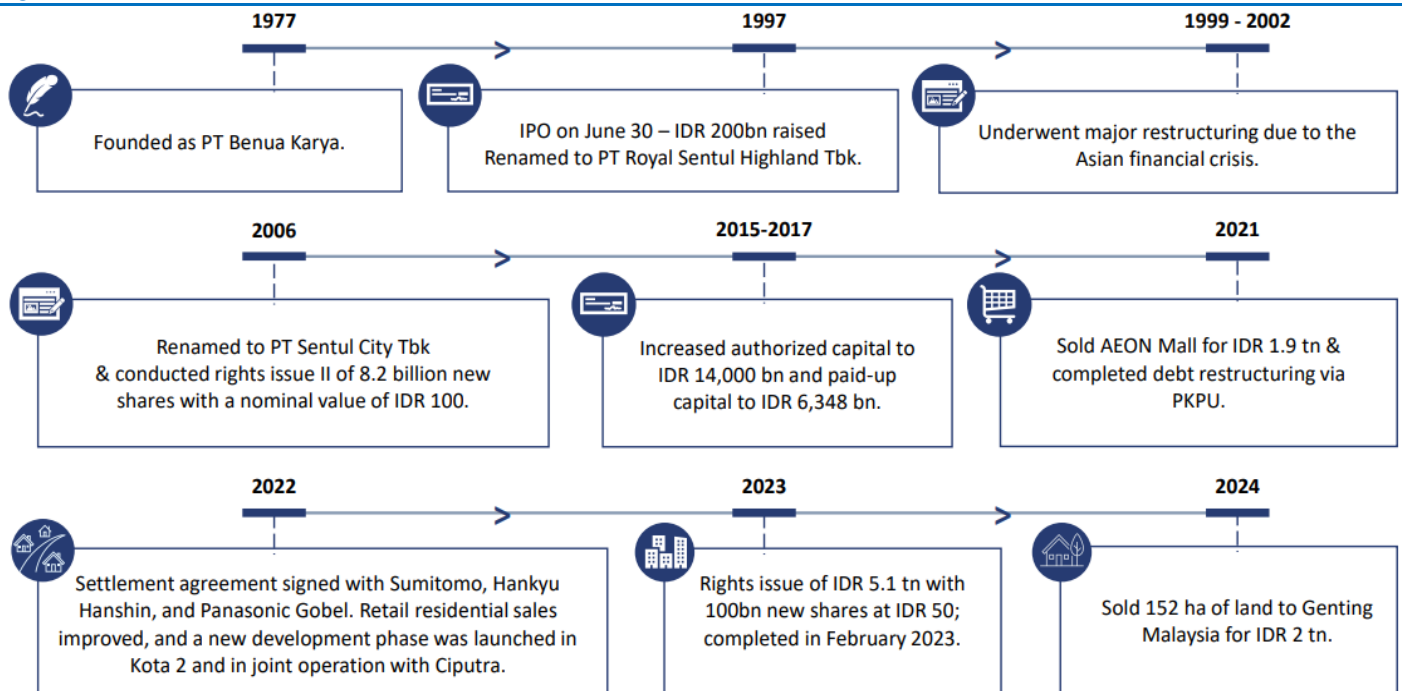 1977
1997
1999 - 2002
Founded as PT Benua Karya.
IPO on June 30 – IDR 200bn raised
Renamed to PT Royal Sentul Highland Tbk.
Underwent major restructuring due to the
Asian financial crisis.
2006
2015-2017
2021
Renamed to PT Sentul City Tbk
& conducted rights issue II of 8.2 billion new
shares with a nominal value of IDR 100.
Increased authorized capital to
IDR 14,000 bn and paid-up
capital to IDR 6,348 bn.
Sold AEON Mall for IDR 1.9 tn &
completed debt restructuring via
PKPU.
2022
2023
2024
Settlement agreement signed with Sumitomo, Hankyu
Hanshin, and Panasonic Gobel. Retail residential sales
improved, and a new development phase was launched in
Kota 2 and in joint operation with Ciputra.
Rights issue of IDR 5.1 tn with
100bn new shares at IDR 50;
completed in February 2023.
Sold 152 ha of land to Genting
Malaysia for IDR 2 tn.